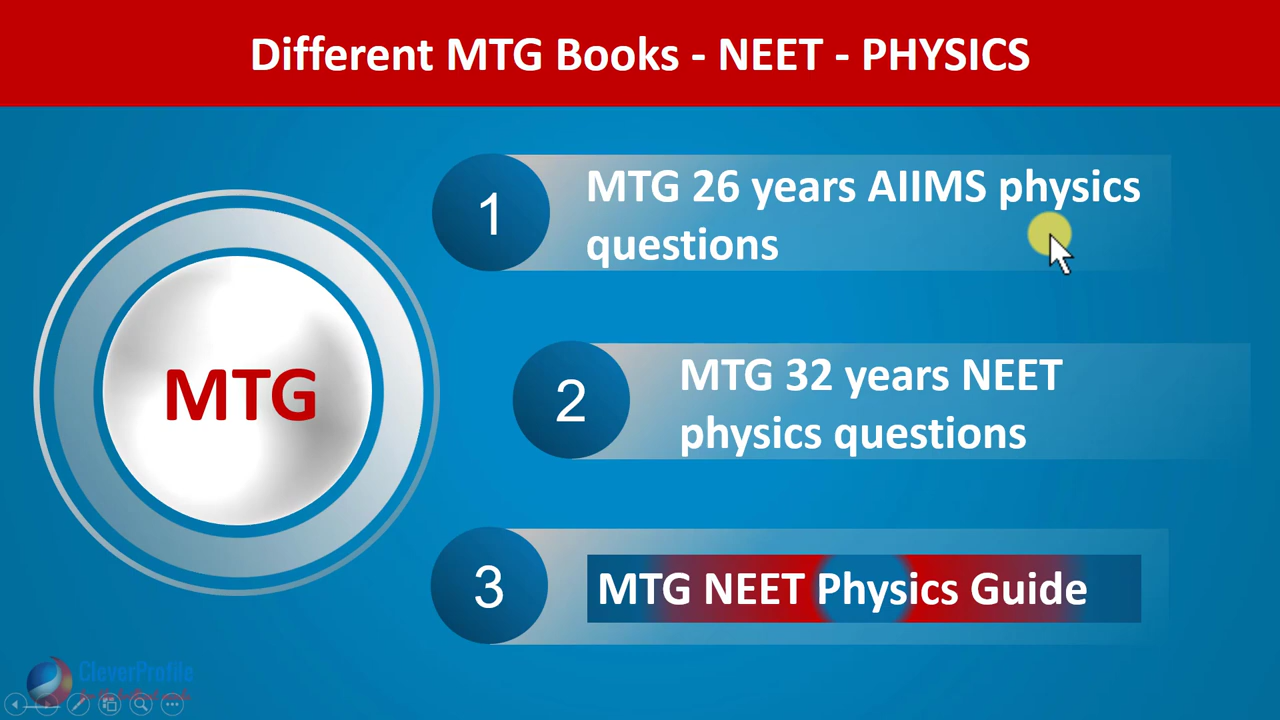 Different MTG Books - NEET - PHYSICS
MTG
1
MTG 26 years AIIMS physics
questions
2
MTG 32 years NEET
physics questions
3
MTG NEET Physics Guide
CleverProfile